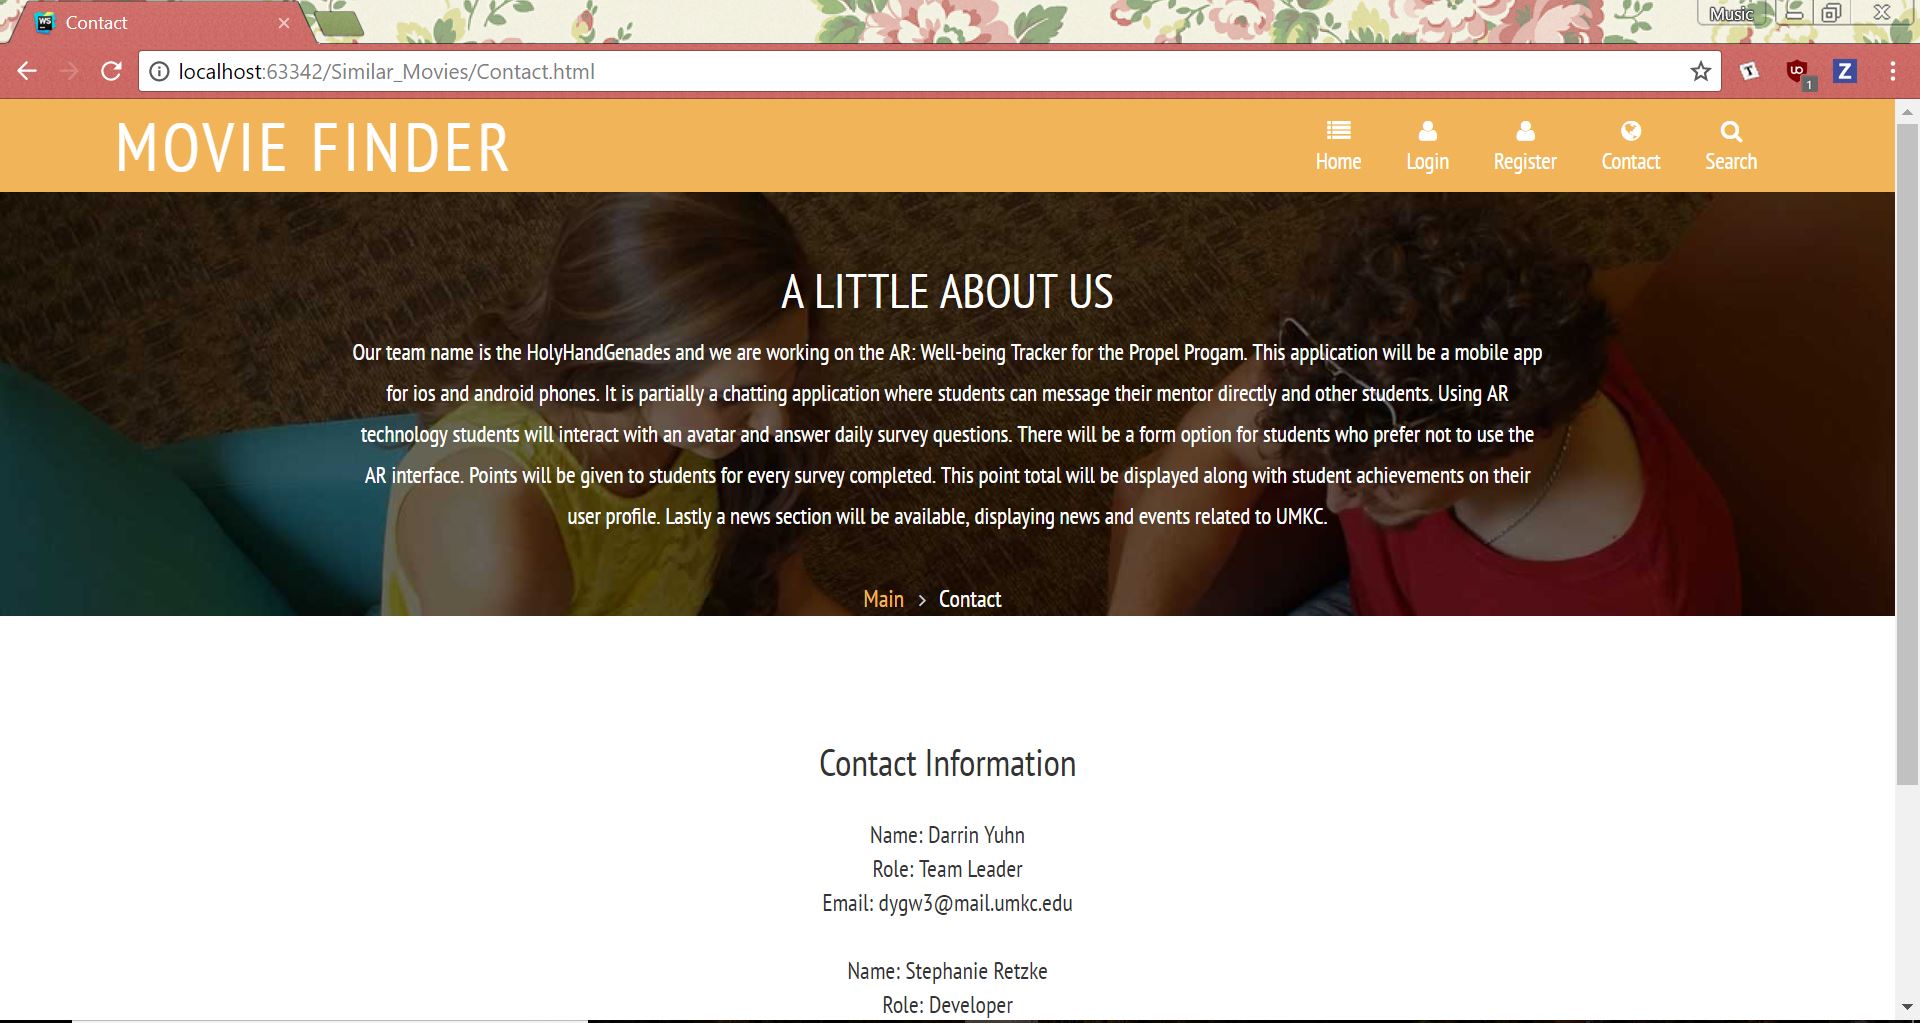 Contact
Music
localhost:63342/Similar_Movies/Contact.html
1
MOVIE FINDER
Home
Login
Register
Contact
Search
A LITTLE ABOUT US
Our team name is the HolyHandGenades and we are working on the AR: Well-being Tracker for the Propel Progam. This application will be a mobile app
for ios and android phones. It is partially a chatting application where students can message their mentor directly and other students. Using AR
technology students will interact with an avatar and answer daily survey questions. There will be a form option for students who prefer not to use the
AR interface. Points will be given to students for every survey completed. This point total will be displayed along with student achievements on their
user profile. Lastly a news section will be available, displaying news and events related to UMKC.
Main > Contact
Contact Information
Name: Darrin Yuhn
Role: Team Leader
Email: dygw3@mail.umkc.edu
Name: Stephanie Retzke
Role: Developer